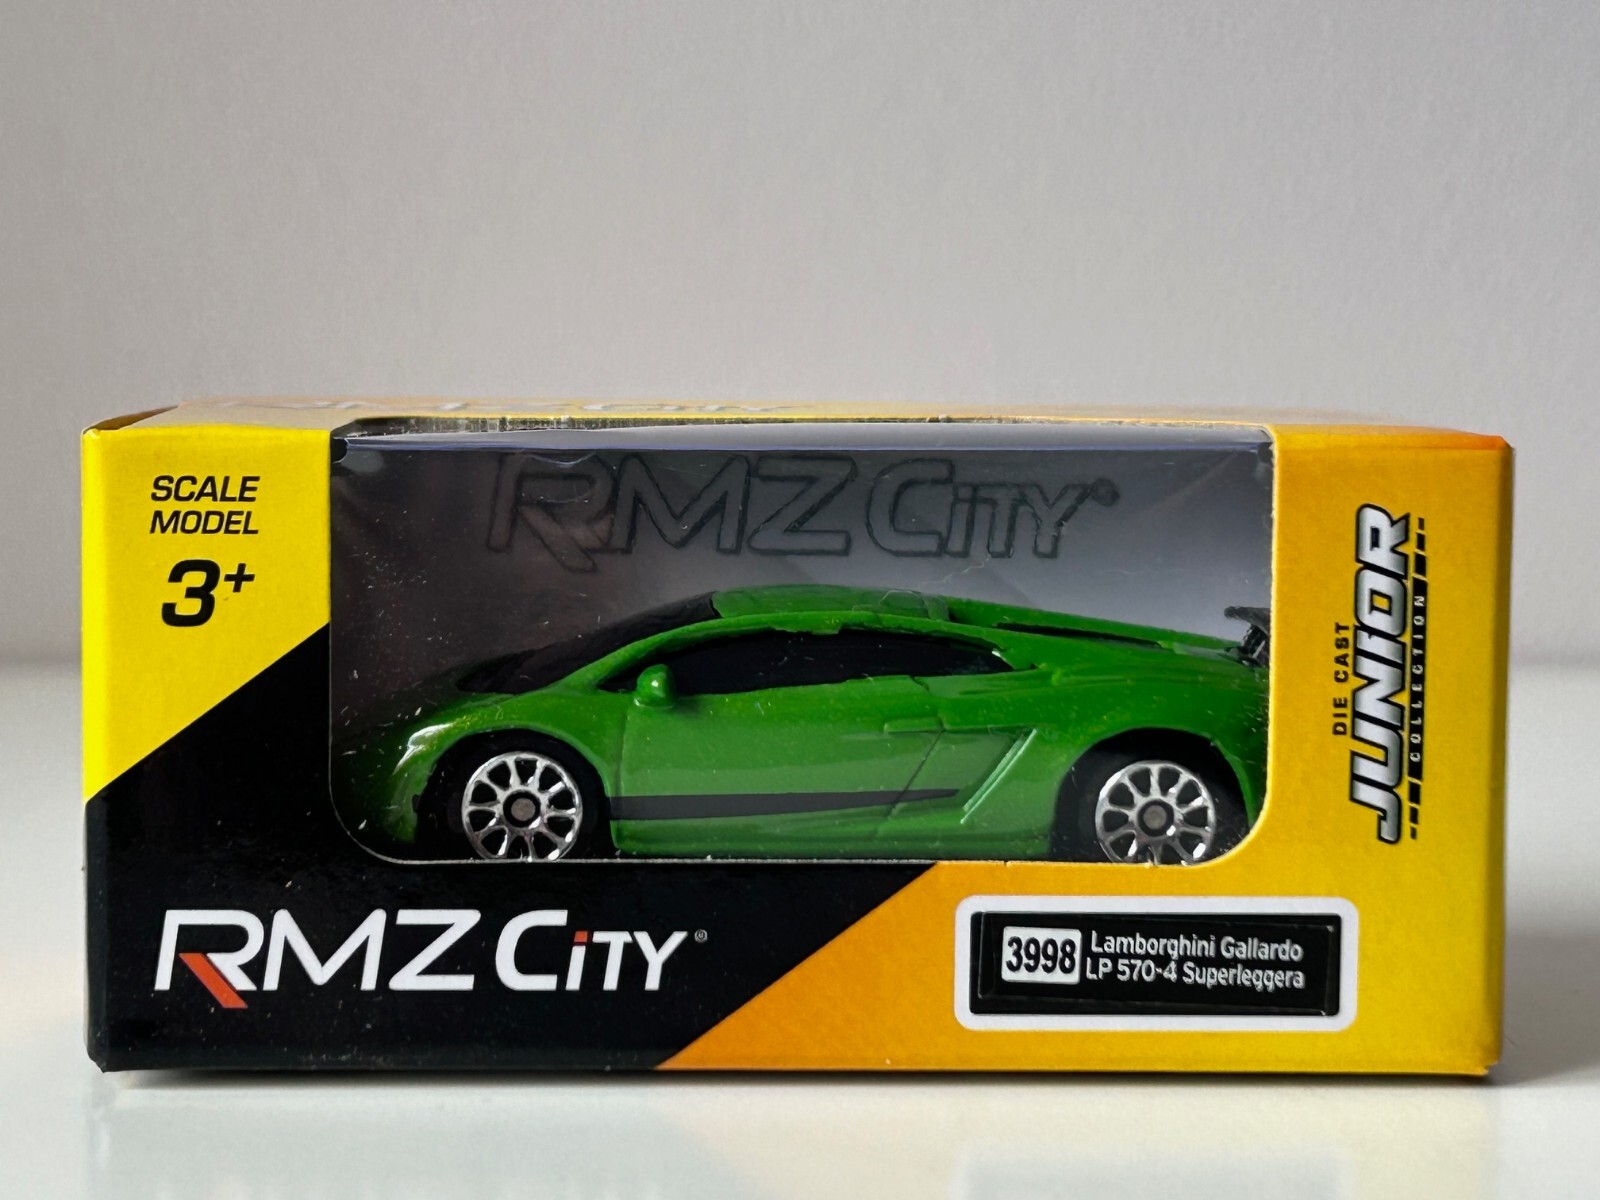 SCALE
MODEL
3+
RMZ CiTY®
RMZ CiTY®
DIE CAST
JUNIOR
COLLECTION
3998 Lamborghini Gallardo
LP 570-4 Superleggera